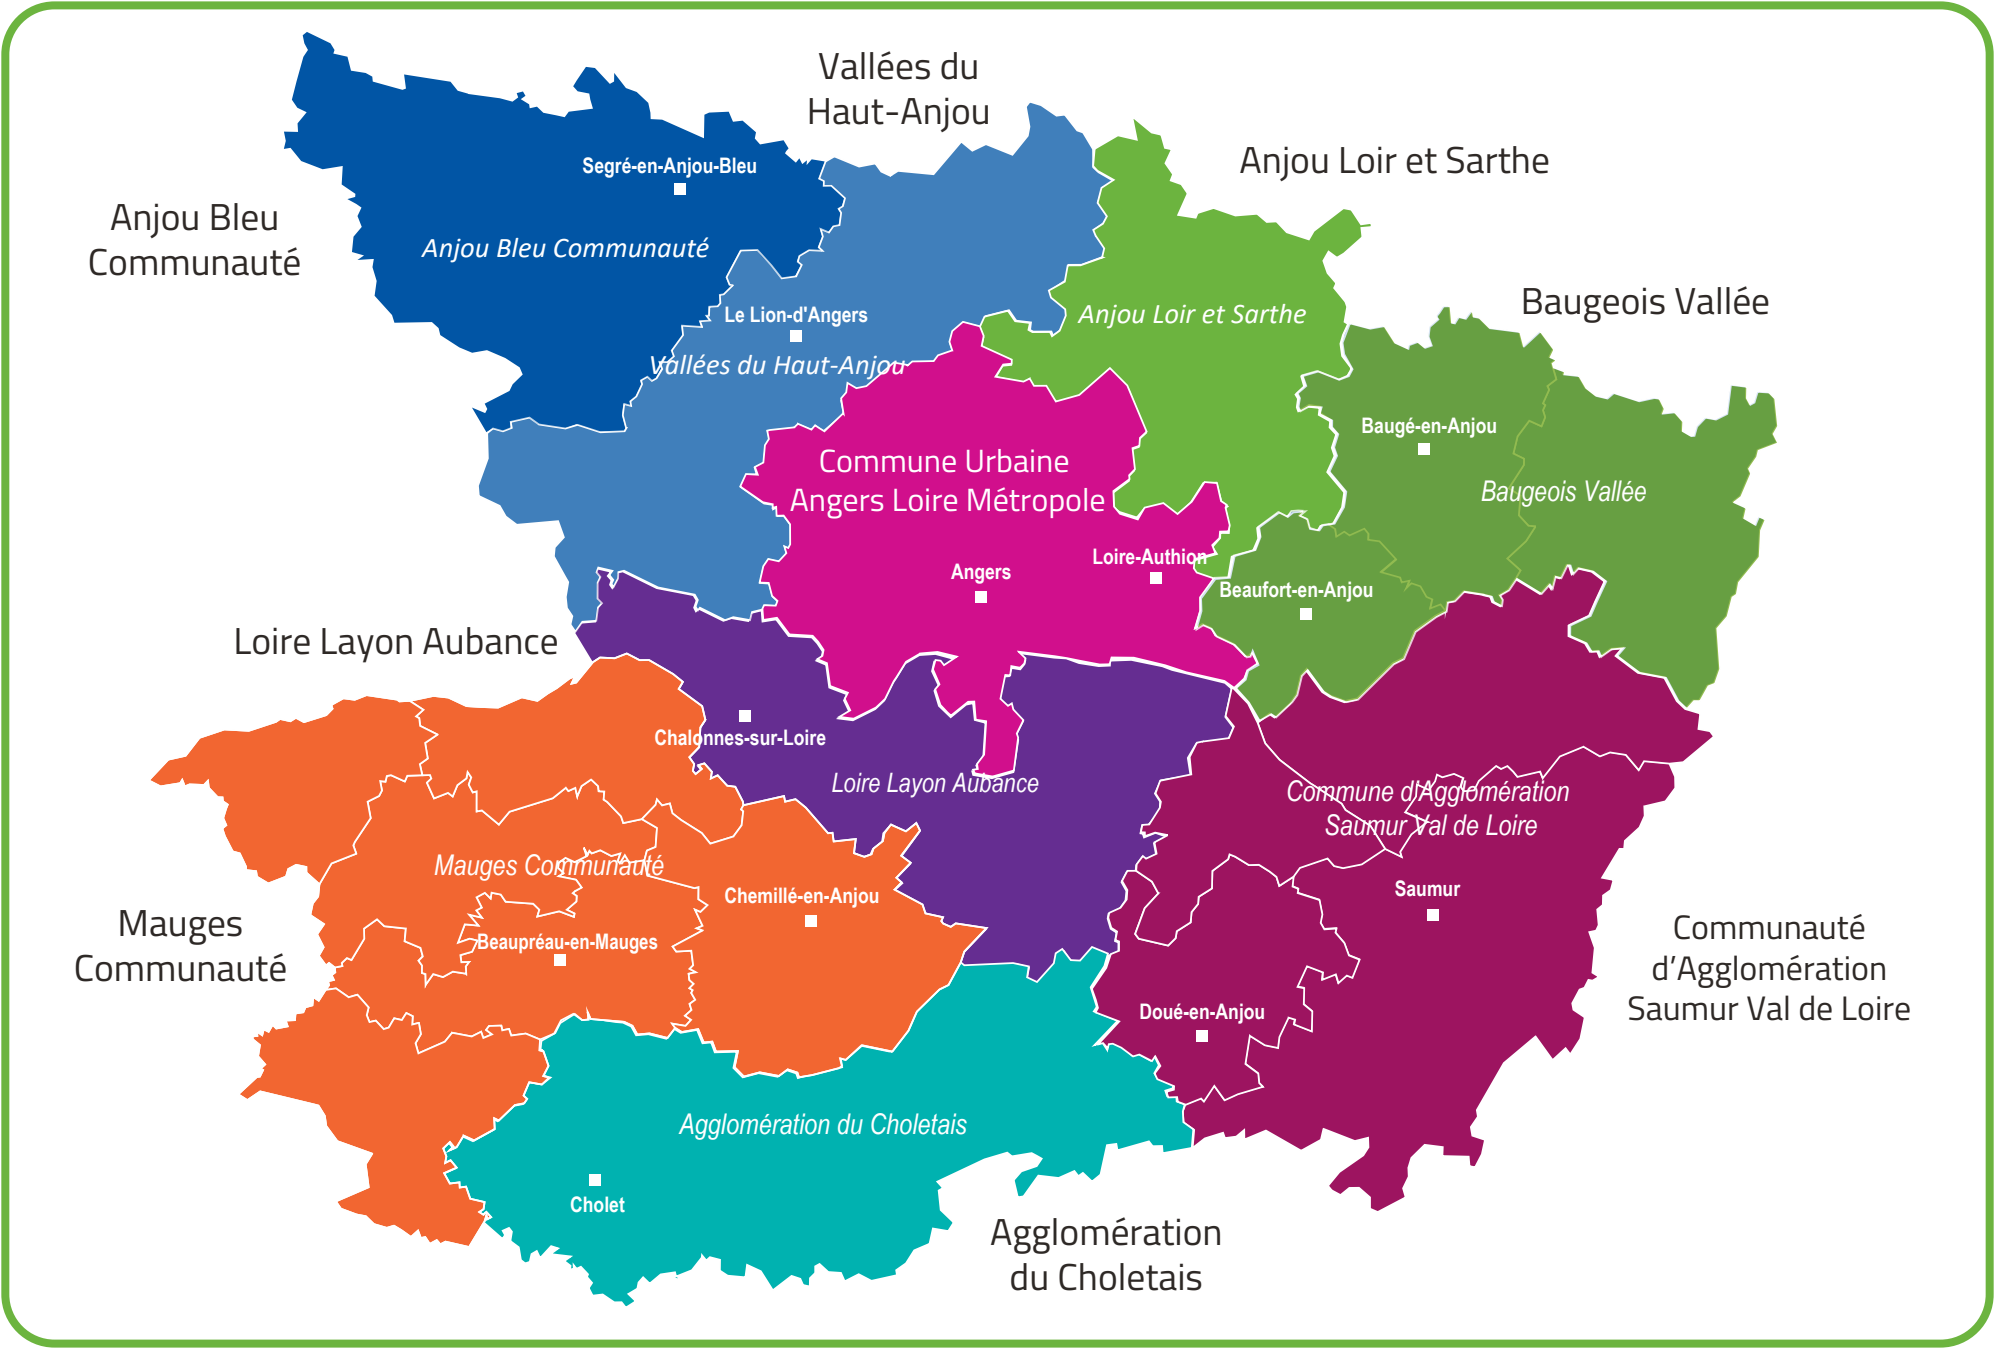 Vallées du
Haut-Anjou
Anjou Loir et Sarthe
Segré-en-Anjou-Bleu
Anjou Bleu
Communauté
Anjou Bleu Communauté
Baugeois Vallée
Le Lion-d'Angers
Anjou Loir et Sarthe
Vallées du Haut-Anjou
Baugé-en-Anjou
Commune Urbaine
Angers Loire Métropole
Baugeois Vallée
Loire-Authion
Angers
Beaufort-en-Anjou
Loire Layon Aubance
Chalonnes-sur-Loire
Loire Layon Aubance
Commune d'Agglomération
Saumur Val de Loire
Mauges Communauté
Chemillé-en-Anjou
Saumur
Mauges
Communauté
Beaupréau-en-Mauges
Communauté
d’Agglomération
Saumur Val de Loire
Doué-en-Anjou
Agglomération du Choletais
Cholet
Agglomération
du Choletais